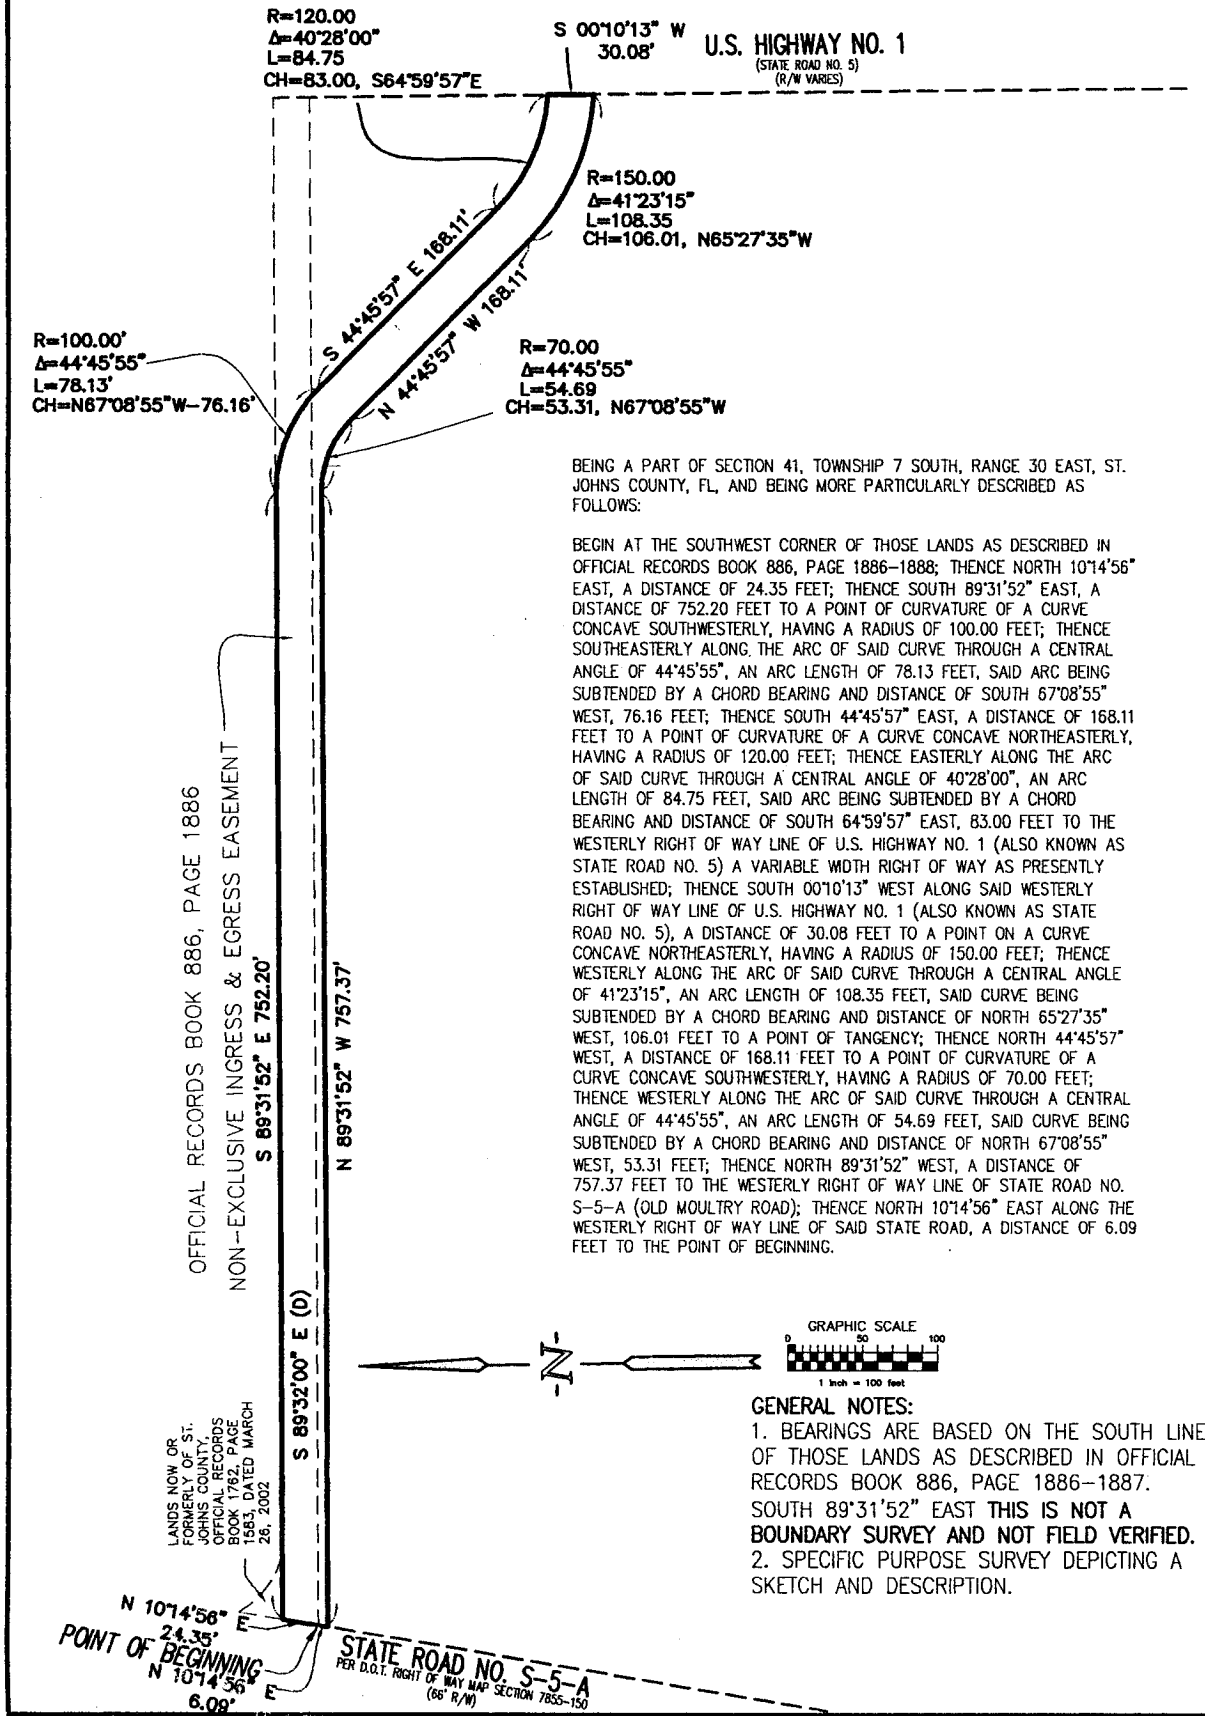 R=120.00
Δ=40°28'00"
L=84.75
CH=83.00, S64°59'57"E
S 00°10'13" W
30.08'
U.S. HIGHWAY NO. 1
(STATE ROAD NO. 5)
(R/W VARIES)
R=150.00
Δ=41°23'15"
L=108.35
CH=106.01, N65°27'35"W
S 44°45'57" E 168.11'
N 44°45'57" W 168.11'
R=100.00'
Δ=44°45'55"
L=78.13'
CH=N67°08'55"W-76.16'
R=70.00
Δ=44°45'55"
L=54.69
CH=53.31, N67°08'55"W
BEING A PART OF SECTION 41, TOWNSHIP 7 SOUTH, RANGE 30 EAST, ST.
JOHNS COUNTY, FL, AND BEING MORE PARTICULARLY DESCRIBED AS
FOLLOWS:
BEGIN AT THE SOUTHWEST CORNER OF THOSE LANDS AS DESCRIBED IN
OFFICIAL RECORDS BOOK 886, PAGE 1886-1888; THENCE NORTH 10°14'56"
EAST, A DISTANCE OF 24.35 FEET; THENCE SOUTH 89°31'52" EAST, A
DISTANCE OF 752.20 FEET TO A POINT OF CURVATURE OF A CURVE
CONCAVE SOUTHWESTERLY, HAVING A RADIUS OF 100.00 FEET; THENCE
SOUTHEASTERLY ALONG THE ARC OF SAID CURVE THROUGH A CENTRAL
ANGLE OF 44°45'55", AN ARC LENGTH OF 78.13 FEET, SAID ARC BEING
SUBTENDED BY A CHORD BEARING AND DISTANCE OF SOUTH 67°08'55"
WEST, 76.16 FEET; THENCE SOUTH 44°45'57" EAST, A DISTANCE OF 168.11
FEET TO A POINT OF CURVATURE OF A CURVE CONCAVE NORTHEASTERLY,
HAVING A RADIUS OF 120.00 FEET; THENCE EASTERLY ALONG THE ARC
OF SAID CURVE THROUGH A CENTRAL ANGLE OF 40°28'00", AN ARC
LENGTH OF 84.75 FEET, SAID ARC BEING SUBTENDED BY A CHORD
BEARING AND DISTANCE OF SOUTH 64°59'57" EAST, 83.00 FEET TO THE
WESTERLY RIGHT OF WAY LINE OF U.S. HIGHWAY NO. 1 (ALSO KNOWN AS
STATE ROAD NO. 5) A VARIABLE WIDTH RIGHT OF WAY AS PRESENTLY
ESTABLISHED; THENCE SOUTH 00°10'13" WEST ALONG SAID WESTERLY
RIGHT OF WAY LINE OF U.S. HIGHWAY NO. 1 (ALSO KNOWN AS STATE
ROAD NO. 5), A DISTANCE OF 30.08 FEET TO A POINT ON A CURVE
CONCAVE NORTHEASTERLY, HAVING A RADIUS OF 150.00 FEET; THENCE
WESTERLY ALONG THE ARC OF SAID CURVE THROUGH A CENTRAL ANGLE
OF 41°23'15", AN ARC LENGTH OF 108.35 FEET, SAID CURVE BEING
SUBTENDED BY A CHORD BEARING AND DISTANCE OF NORTH 65°27'35"
WEST, 106.01 FEET TO A POINT OF TANGENCY; THENCE NORTH 44°45'57"
WEST, A DISTANCE OF 168.11 FEET TO A POINT OF CURVATURE OF A
CURVE CONCAVE SOUTHWESTERLY, HAVING A RADIUS OF 70.00 FEET;
THENCE WESTERLY ALONG THE ARC OF SAID CURVE THROUGH A CENTRAL
ANGLE OF 44°45'55", AN ARC LENGTH OF 54.69 FEET, SAID CURVE BEING
SUBTENDED BY A CHORD BEARING AND DISTANCE OF NORTH 67°08'55"
WEST, 53.31 FEET; THENCE NORTH 89°31'52" WEST, A DISTANCE OF
757.37 FEET TO THE WESTERLY RIGHT OF WAY LINE OF STATE ROAD NO.
S-5-A (OLD MOULTRY ROAD); THENCE NORTH 10°14'56" EAST ALONG THE
WESTERLY RIGHT OF WAY LINE OF SAID STATE ROAD, A DISTANCE OF 6.09
FEET TO THE POINT OF BEGINNING.
OFFICIAL RECORDS BOOK 886, PAGE 1886
NON-EXCLUSIVE INGRESS & EGRESS EASEMENT
S 89°31'52" E 752.20'
N 89°31'52" W 757.37'
S 89°32'00" E (D)
-N-
GRAPHIC SCALE
0 50 100
1 inch = 100 feet
GENERAL NOTES:
1. BEARINGS ARE BASED ON THE SOUTH LINE
OF THOSE LANDS AS DESCRIBED IN OFFICIAL
RECORDS BOOK 886, PAGE 1886-1887.
SOUTH 89°31'52" EAST THIS IS NOT A
BOUNDARY SURVEY AND NOT FIELD VERIFIED.
2. SPECIFIC PURPOSE SURVEY DEPICTING A
SKETCH AND DESCRIPTION.
LANDS NOW OR
FORMERLY OF ST.
JOHNS COUNTY,
OFFICIAL RECORDS
BOOK 1762, PAGE
1583, DATED MARCH
26, 2002
N 10°14'56" E
24.35'
POINT OF BEGINNING
N 10°14'56" E
6.09'
STATE ROAD NO. S-5-A
PER D.O.T. RIGHT OF WAY MAP SECTION 7855-150
(66' R/W)